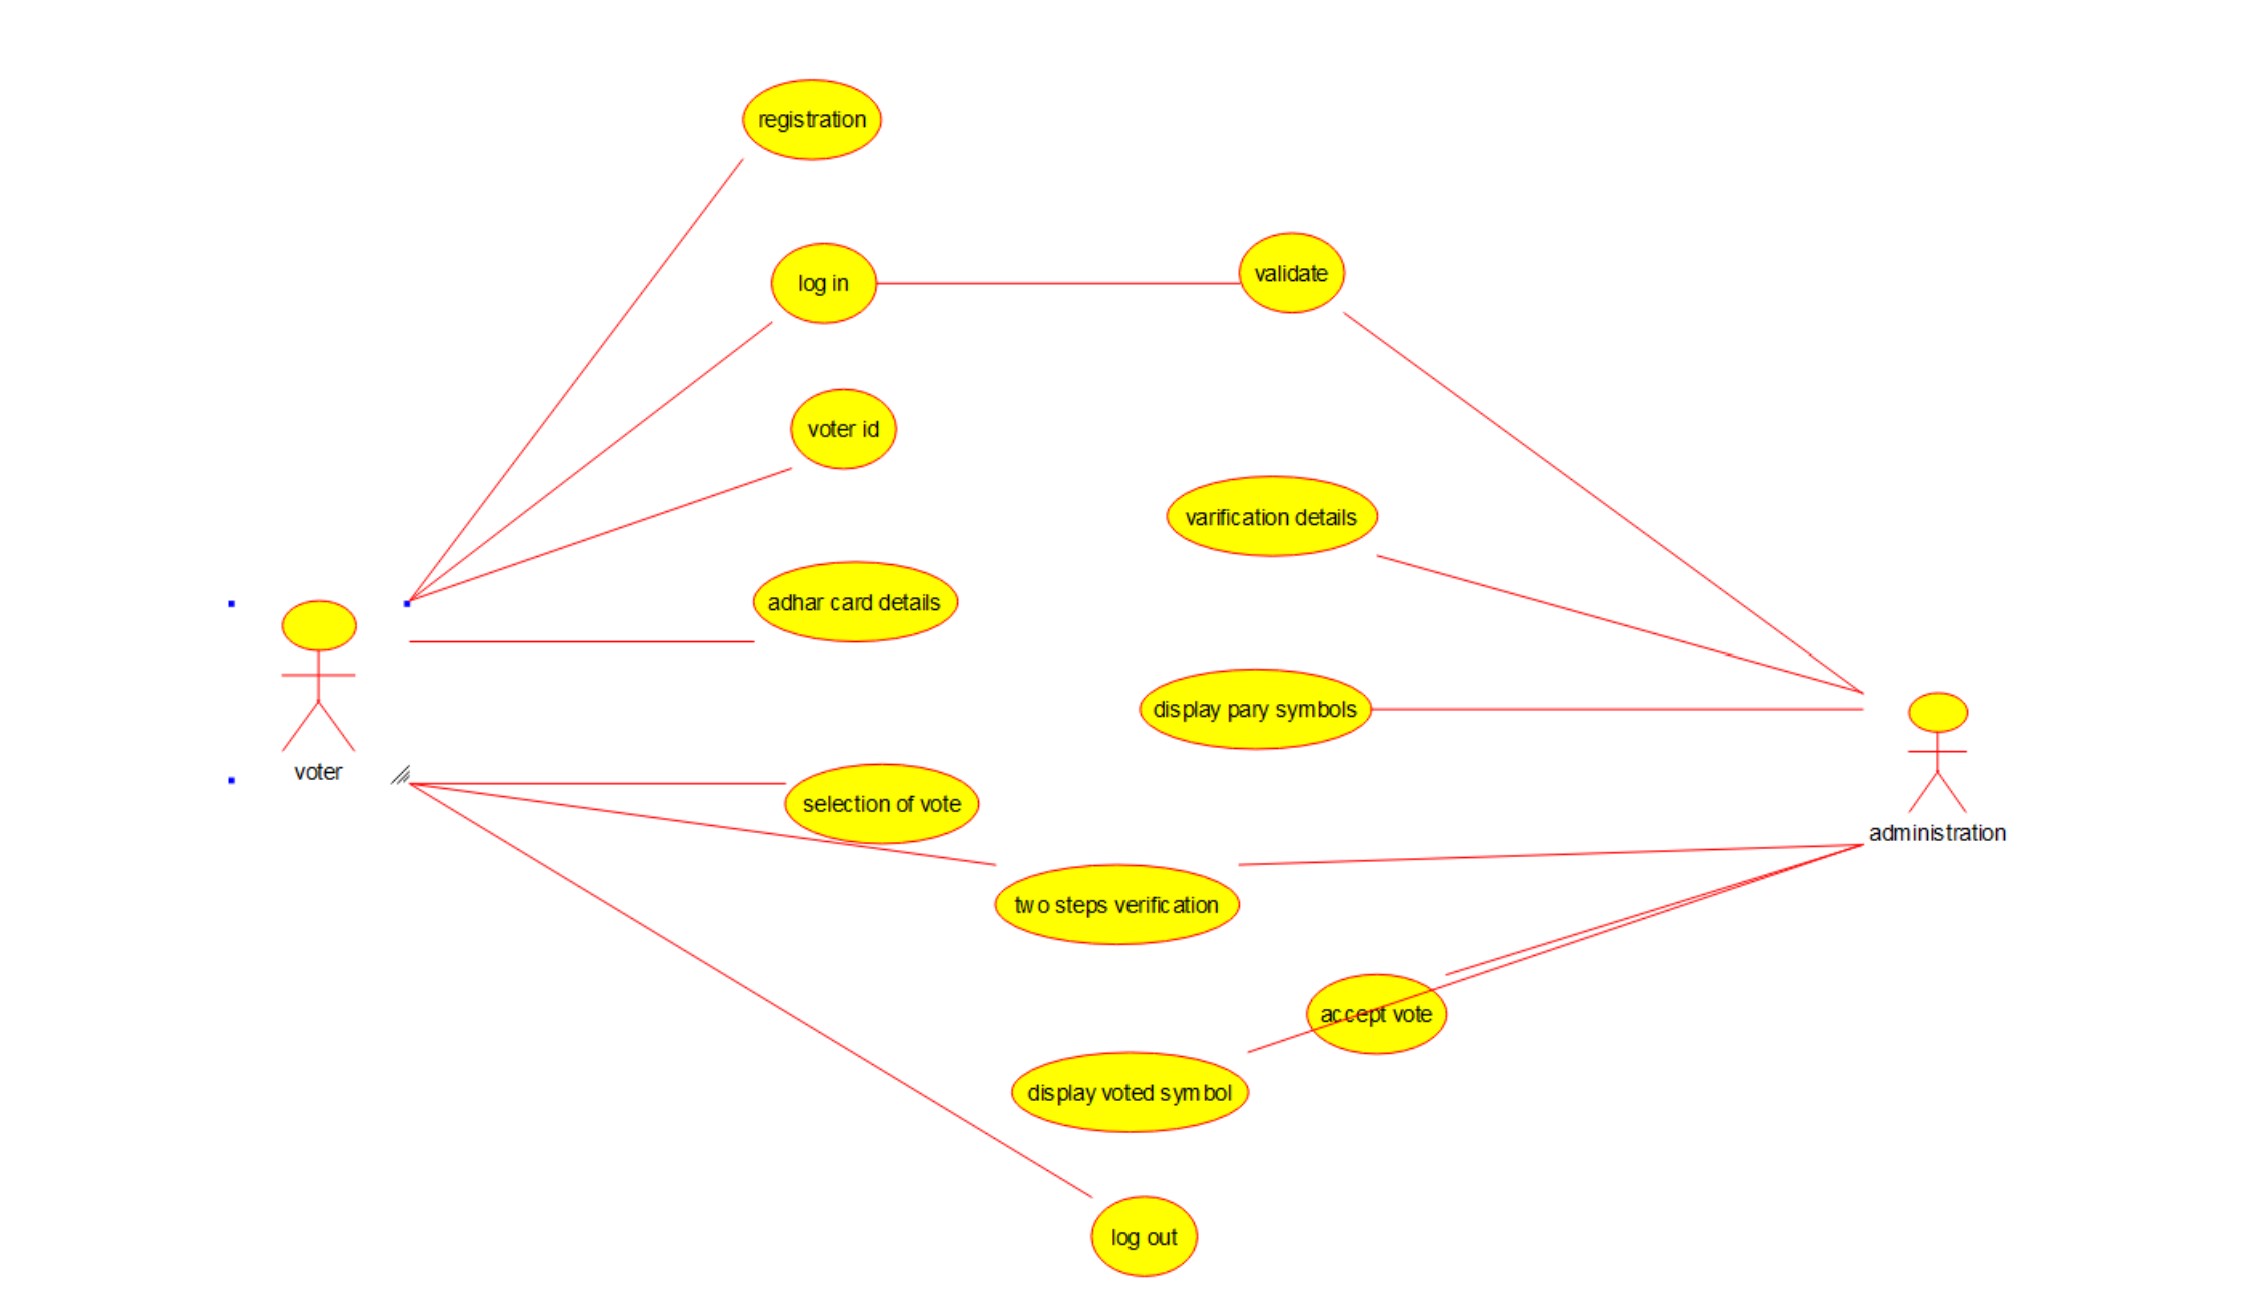 registration
log in
validate
voter id
varification details
adhar card details
display pary symbols
voter
selection of vote
administration
two steps verification
accept vote
display voted symbol
log out